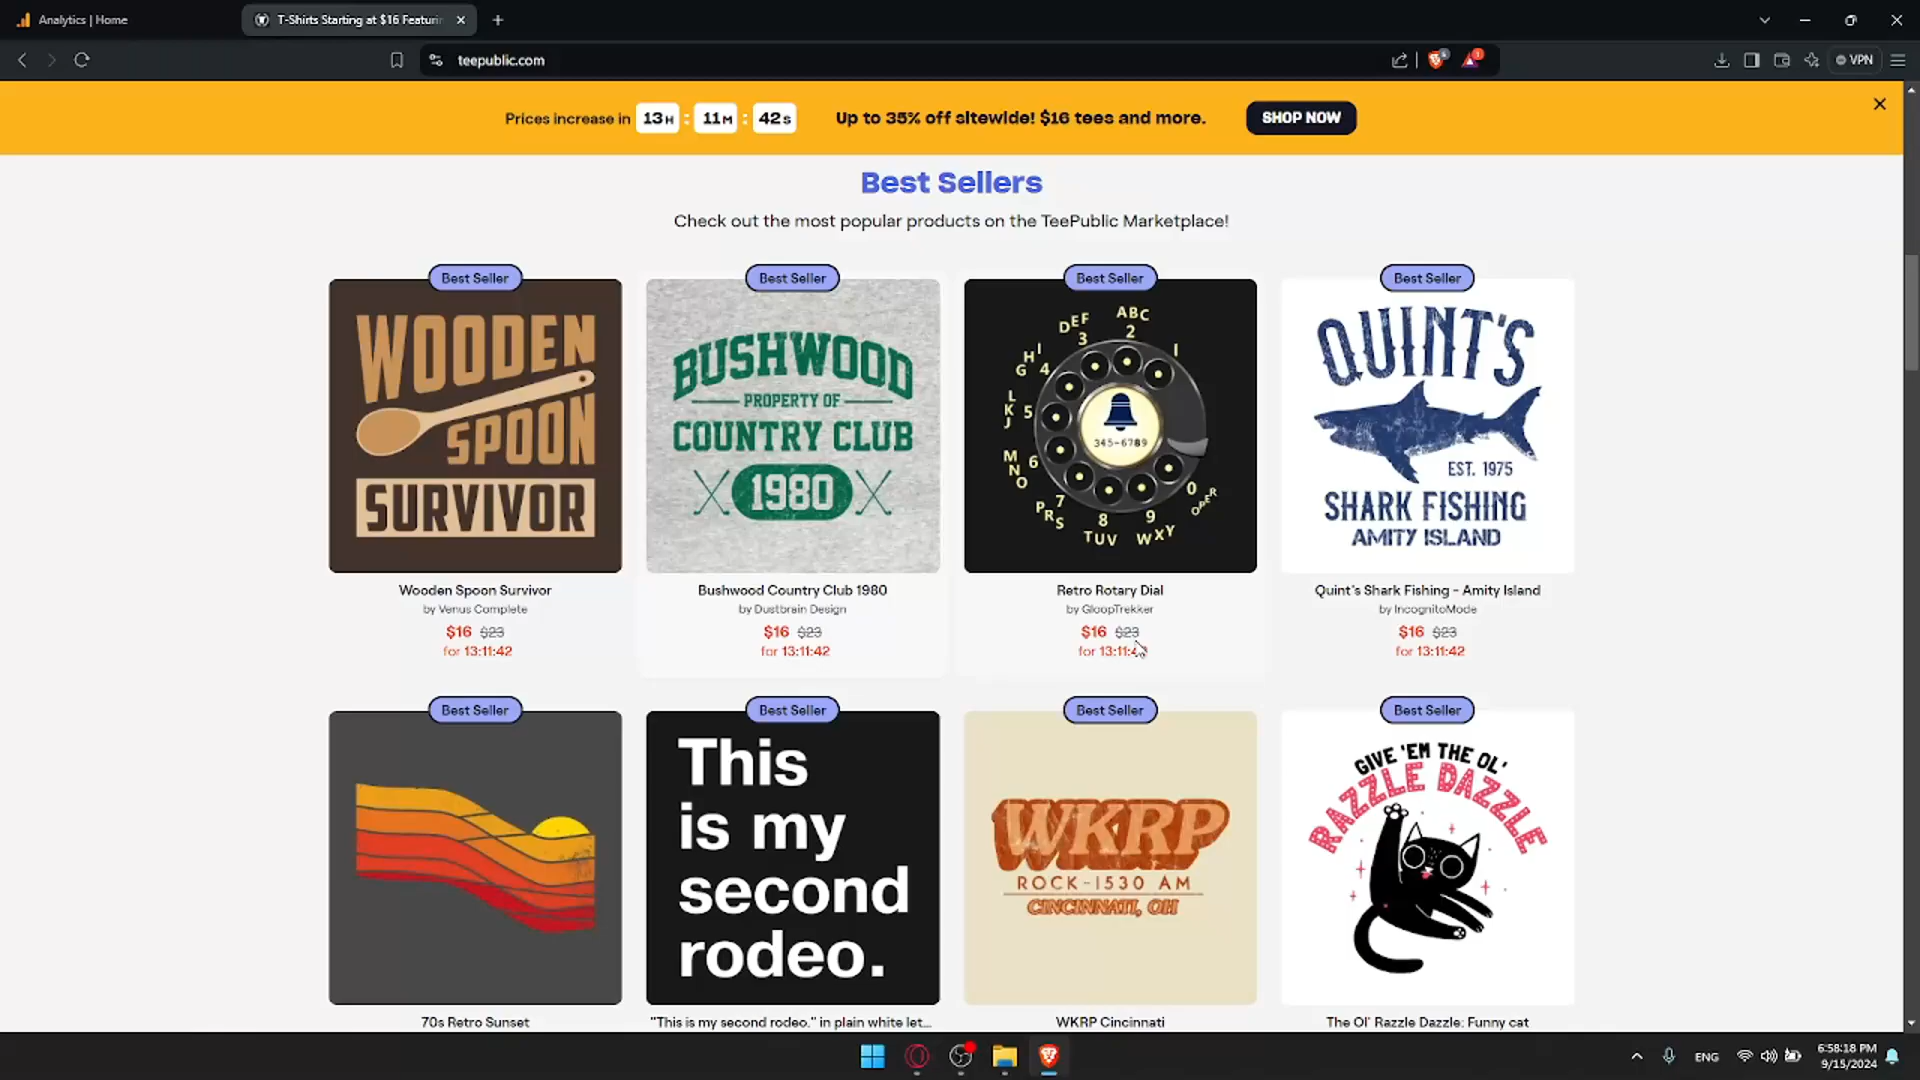 Analytics | Home
T-Shirts Starting at $16 Featurin
teepublic.com
VPN
Prices increase in 13H : 11M : 42S
Up to 35% off sitewide! $16 tees and more.
SHOP NOW
Best Sellers
Check out the most popular products on the TeePublic Marketplace!
Best Seller
Best Seller
Best Seller
Best Seller
WOODEN
SPOON
SURVIVOR
BUSHWOOD
PROPERTY OF
COUNTRY CLUB
1980
ABC
2
DEF
3
1
GHI
4
JKL
5
MNO
6
PRS
7
TUV
8
WXY
9
OPER
0
345-6789
QUINT'S
EST. 1975
SHARK FISHING
AMITY ISLAND
Wooden Spoon Survivor
by Venus Complete
$16 $23
for 13:11:42
Bushwood Country Club 1980
by Dustbrain Design
$16 $23
for 13:11:42
Retro Rotary Dial
by GloopTrekker
$16 $23
for 13:11:4
Quint's Shark Fishing - Amity Island
by IncognitoMode
$16 $23
for 13:11:42
Best Seller
Best Seller
Best Seller
Best Seller
This
is my
second
rodeo.
WKRP
ROCK-1530 AM
CINCINNATI, OH
GIVE 'EM THE OL'
RAZZLE DAZZLE
70s Retro Sunset
"This is my second rodeo." in plain white let...
WKRP Cincinnati
The Ol' Razzle Dazzle: Funny cat
ENG
6:58:18 PM
9/15/2024